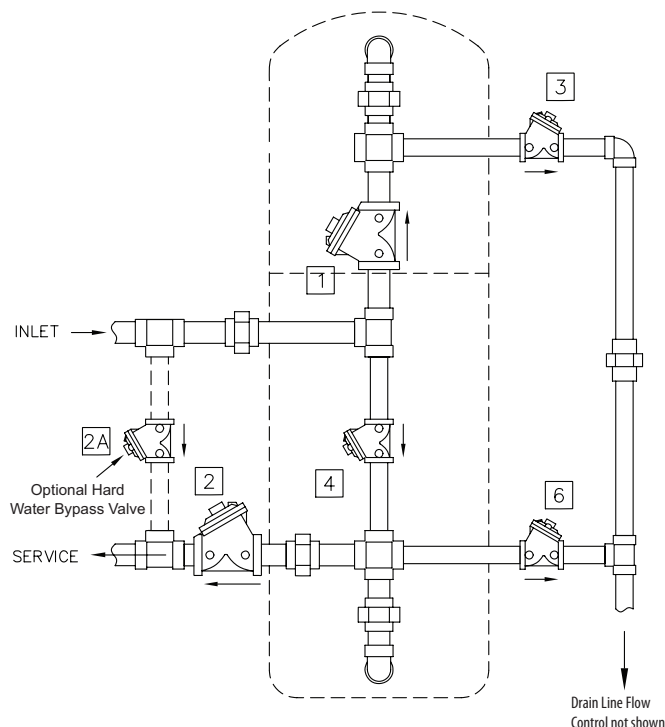 3
1
INLET
2A
Optional Hard
Water Bypass Valve
2
4
6
SERVICE
Drain Line Flow
Control not shown